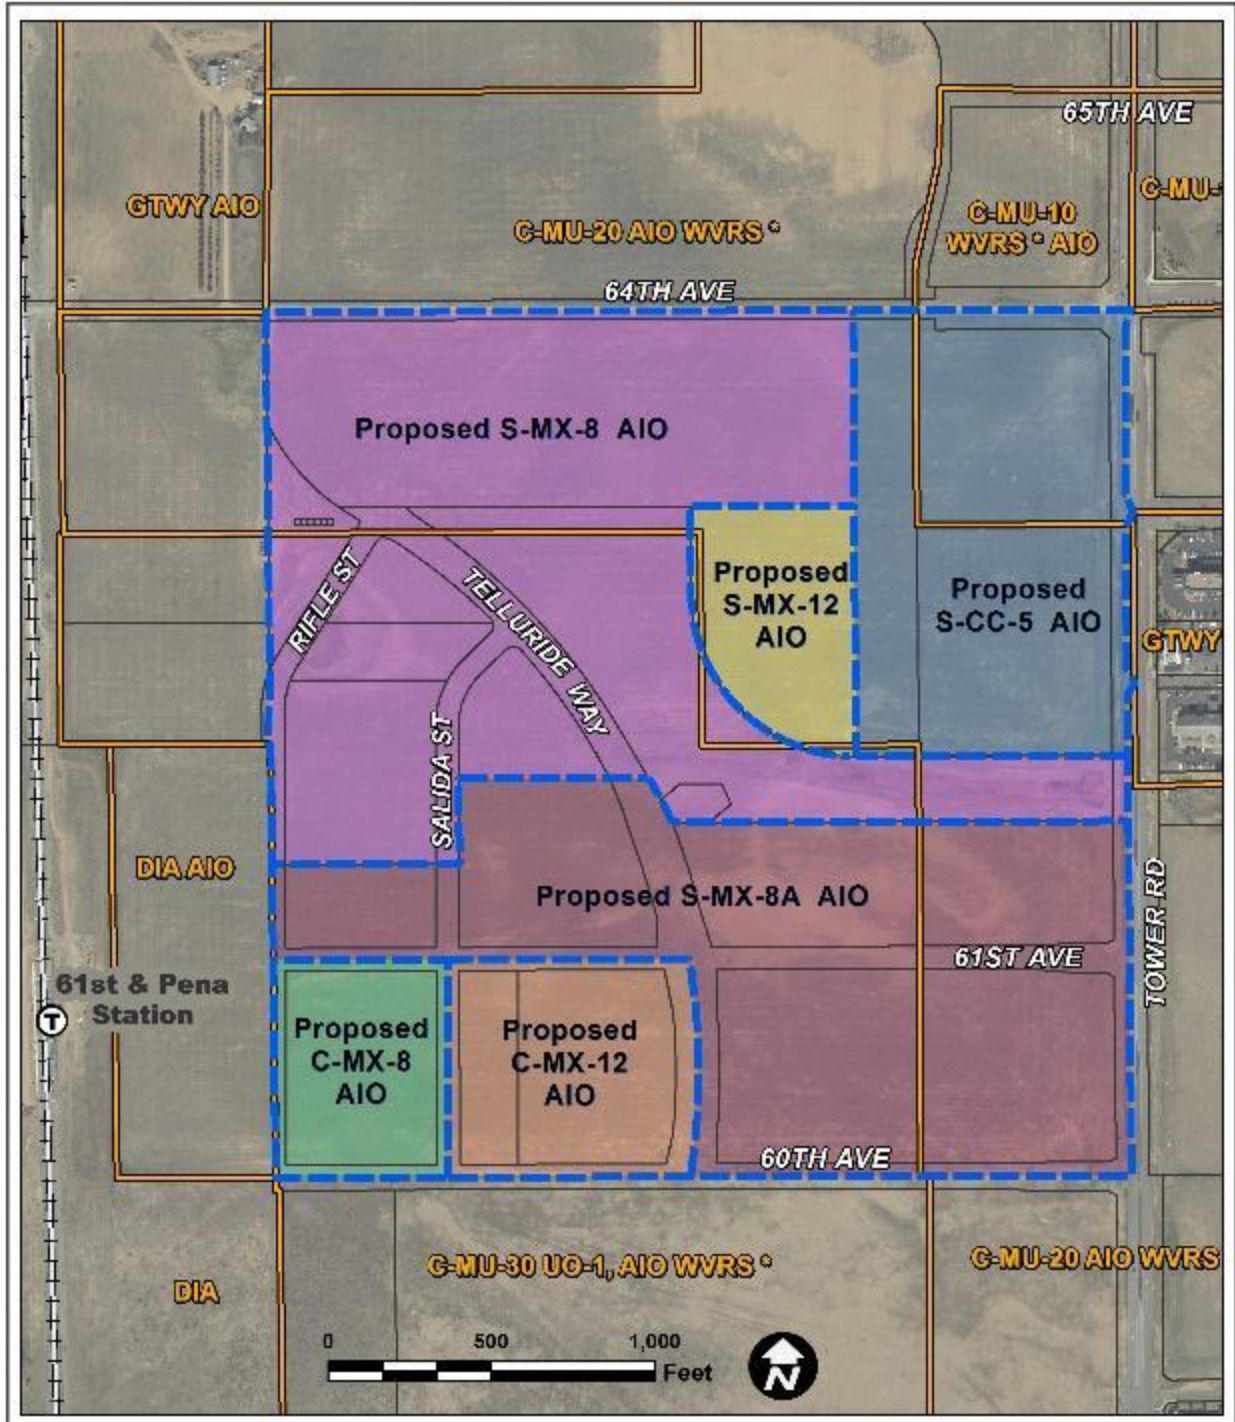 65TH AVE
GTWY AIO
C-MU-20 AIO WVRS *
C-MU-10
WVRS * AIO
C-MU-
64TH AVE
Proposed S-MX-8 AIO
Proposed
S-MX-12
AIO
Proposed
S-CC-5 AIO
RIFLE ST
TELLURIDE WAY
GTWY
SALIDA ST
DIA AIO
Proposed S-MX-8A AIO
61ST AVE
TOWER RD
61st & Pena
Station
T
Proposed
C-MX-8
AIO
Proposed
C-MX-12
AIO
60TH AVE
C-MU-30 UO-1, AIO WVRS *
C-MU-20 AIO WVRS
DIA
0 500 1,000
Feet
N